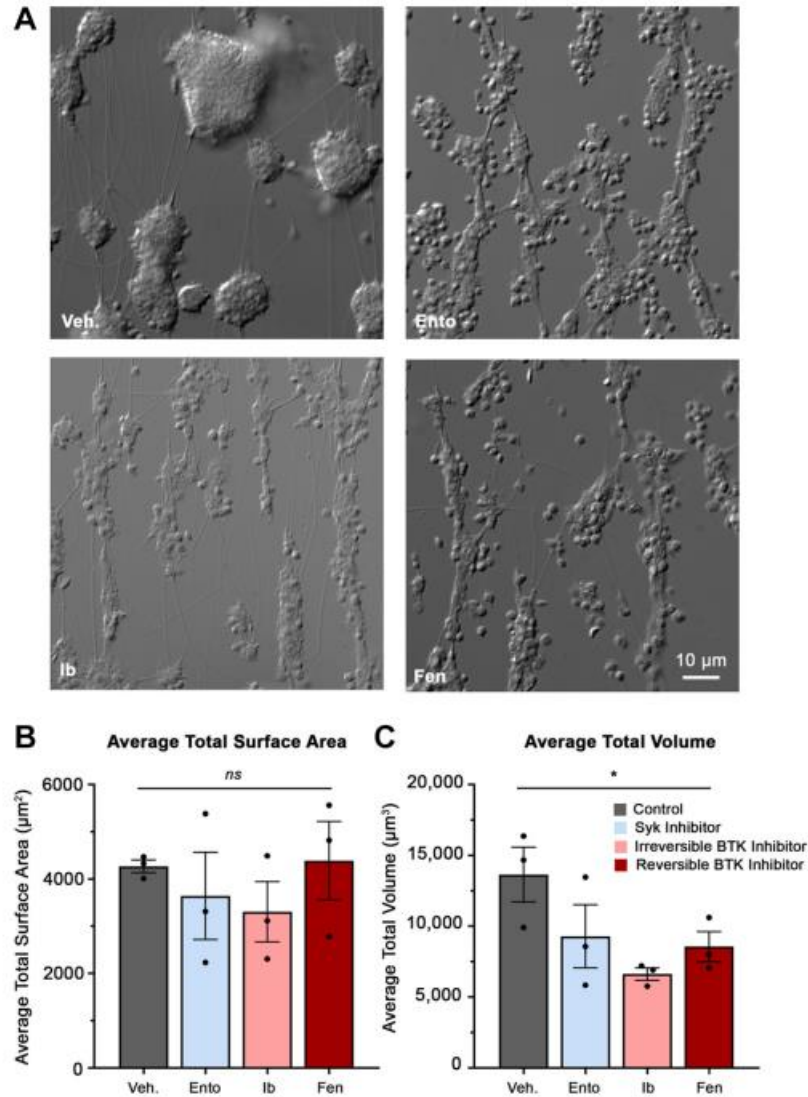 A
Veh.
Ento
Ib
Fen
10 µm
B
Average Total Surface Area
Average Total Surface Area (µm²)
6000
4000
2000
0
ns
Veh.
Ento
Ib
Fen
C
Average Total Volume
Average Total Volume (µm³)
20,000
15,000
10,000
5,000
0
*
Control
Syk Inhibitor
Irreversible BTK Inhibitor
Reversible BTK Inhibitor
Veh.
Ento
Ib
Fen